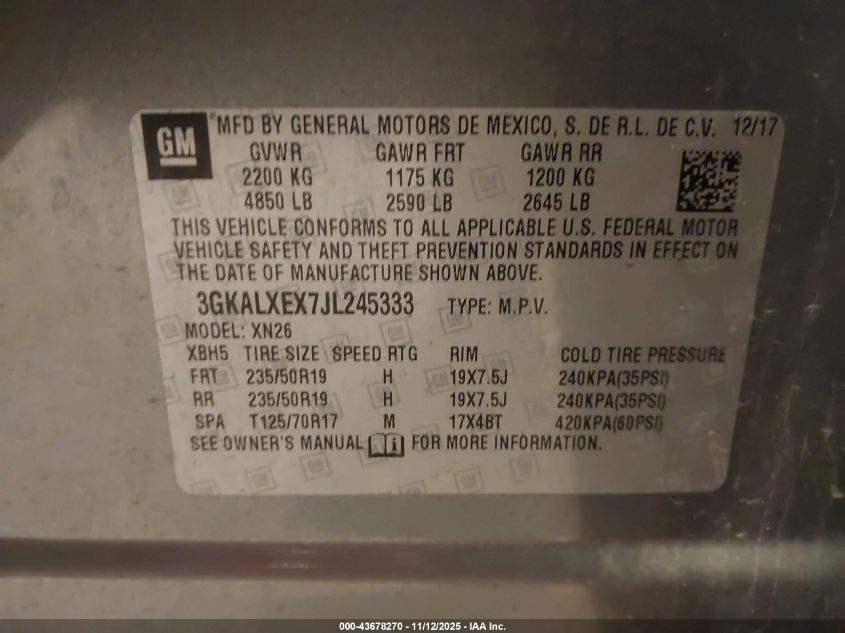 GM
*MFD BY GENERAL MOTORS DE MEXICO, S. DE R.L. DE C.V. 12/17
GVWR GAWR FRT GAWR RR
2200 KG 1175 KG 1200 KG
4850 LB 2590 LB 2645 LB
THIS VEHICLE CONFORMS TO ALL APPLICABLE U.S. FEDERAL MOTOR
VEHICLE SAFETY AND THEFT PREVENTION STANDARDS IN EFFECT ON
THE DATE OF MANUFACTURE SHOWN ABOVE.
3GKALXEX7JL245333 TYPE: M.P.V.
MODEL: XN26
XBH5 TIRE SIZE SPEED RTG RIM COLD TIRE PRESSURE
FRT 235/50R19 H 19X7.5J 240KPA(35PSI)
RR 235/50R19 H 19X7.5J 240KPA(35PSI)
SPA T125/70R17 M 17X4BT 420KPA(60PSI)
SEE OWNER'S MANUAL FOR MORE INFORMATION.
000-43678270 - 11/12/2025 - IAA Inc.